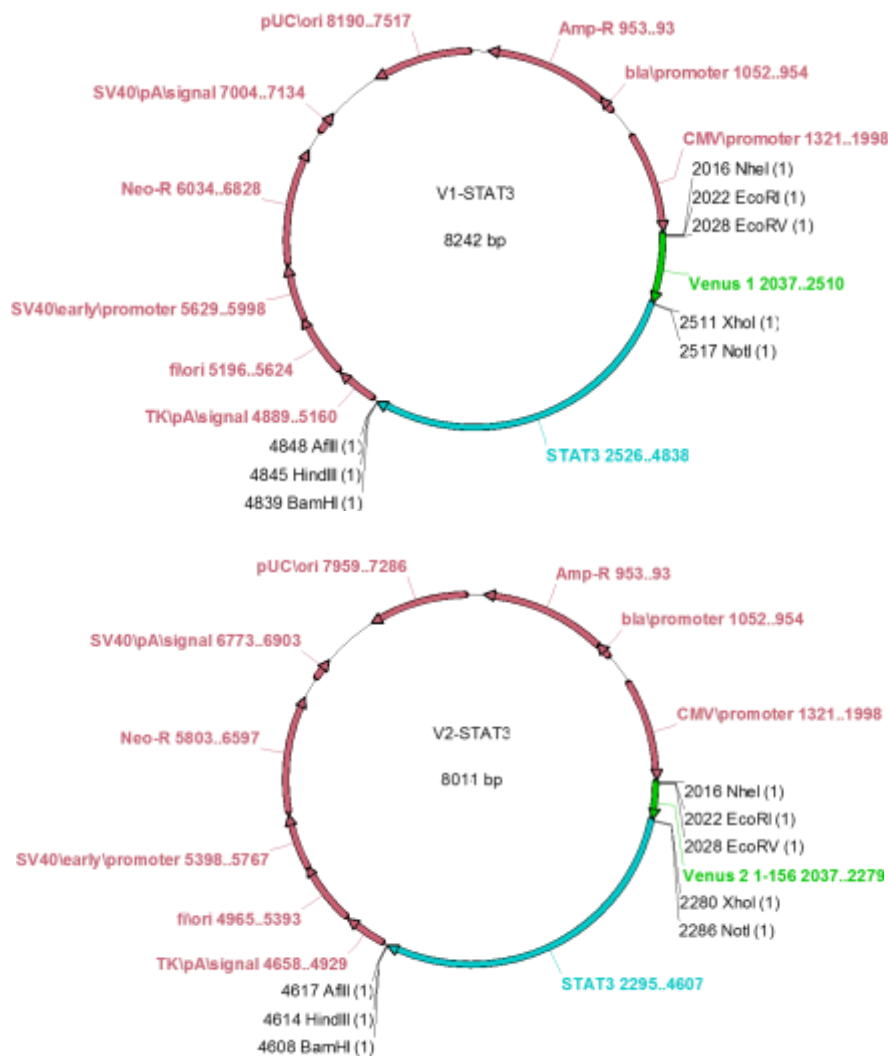 pUC\ori 8190..7517
Amp-R 953..93
bla\promoter 1052..954
SV40\pA\signal 7004..7134
CMV\promoter 1321..1998
2016 NheI (1)
Neo-R 6034..6828
V1-STAT3
2022 EcoRI (1)
2028 EcoRV (1)
8242 bp
Venus 1 2037..2510
SV40\early\promoter 5629..5998
2511 XhoI (1)
2517 NotI (1)
f1\ori 5196..5624
TK\pA\signal 4889..5160
4848 AflII (1)
STAT3 2526..4838
4845 HindIII (1)
4839 BamHI (1)
pUC\ori 7959..7286
Amp-R 953..93
bla\promoter 1052..954
SV40\pA\signal 6773..6903
CMV\promoter 1321..1998
Neo-R 5803..6597
V2-STAT3
8011 bp
2016 NheI (1)
2022 EcoRI (1)
2028 EcoRV (1)
SV40\early\promoter 5398..5767
Venus 2 1-156 2037..2279
2280 XhoI (1)
f1\ori 4965..5393
2286 NotI (1)
TK\pA\signal 4658..4929
STAT3 2295..4607
4617 AflII (1)
4614 HindIII (1)
4608 BamHI (1)